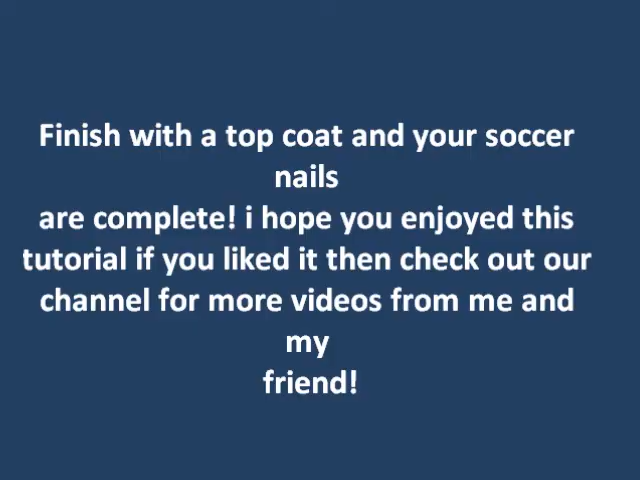 Finish with a top coat and your soccer
nails
are complete! i hope you enjoyed this
tutorial if you liked it then check out our
channel for more videos from me and
my
friend!